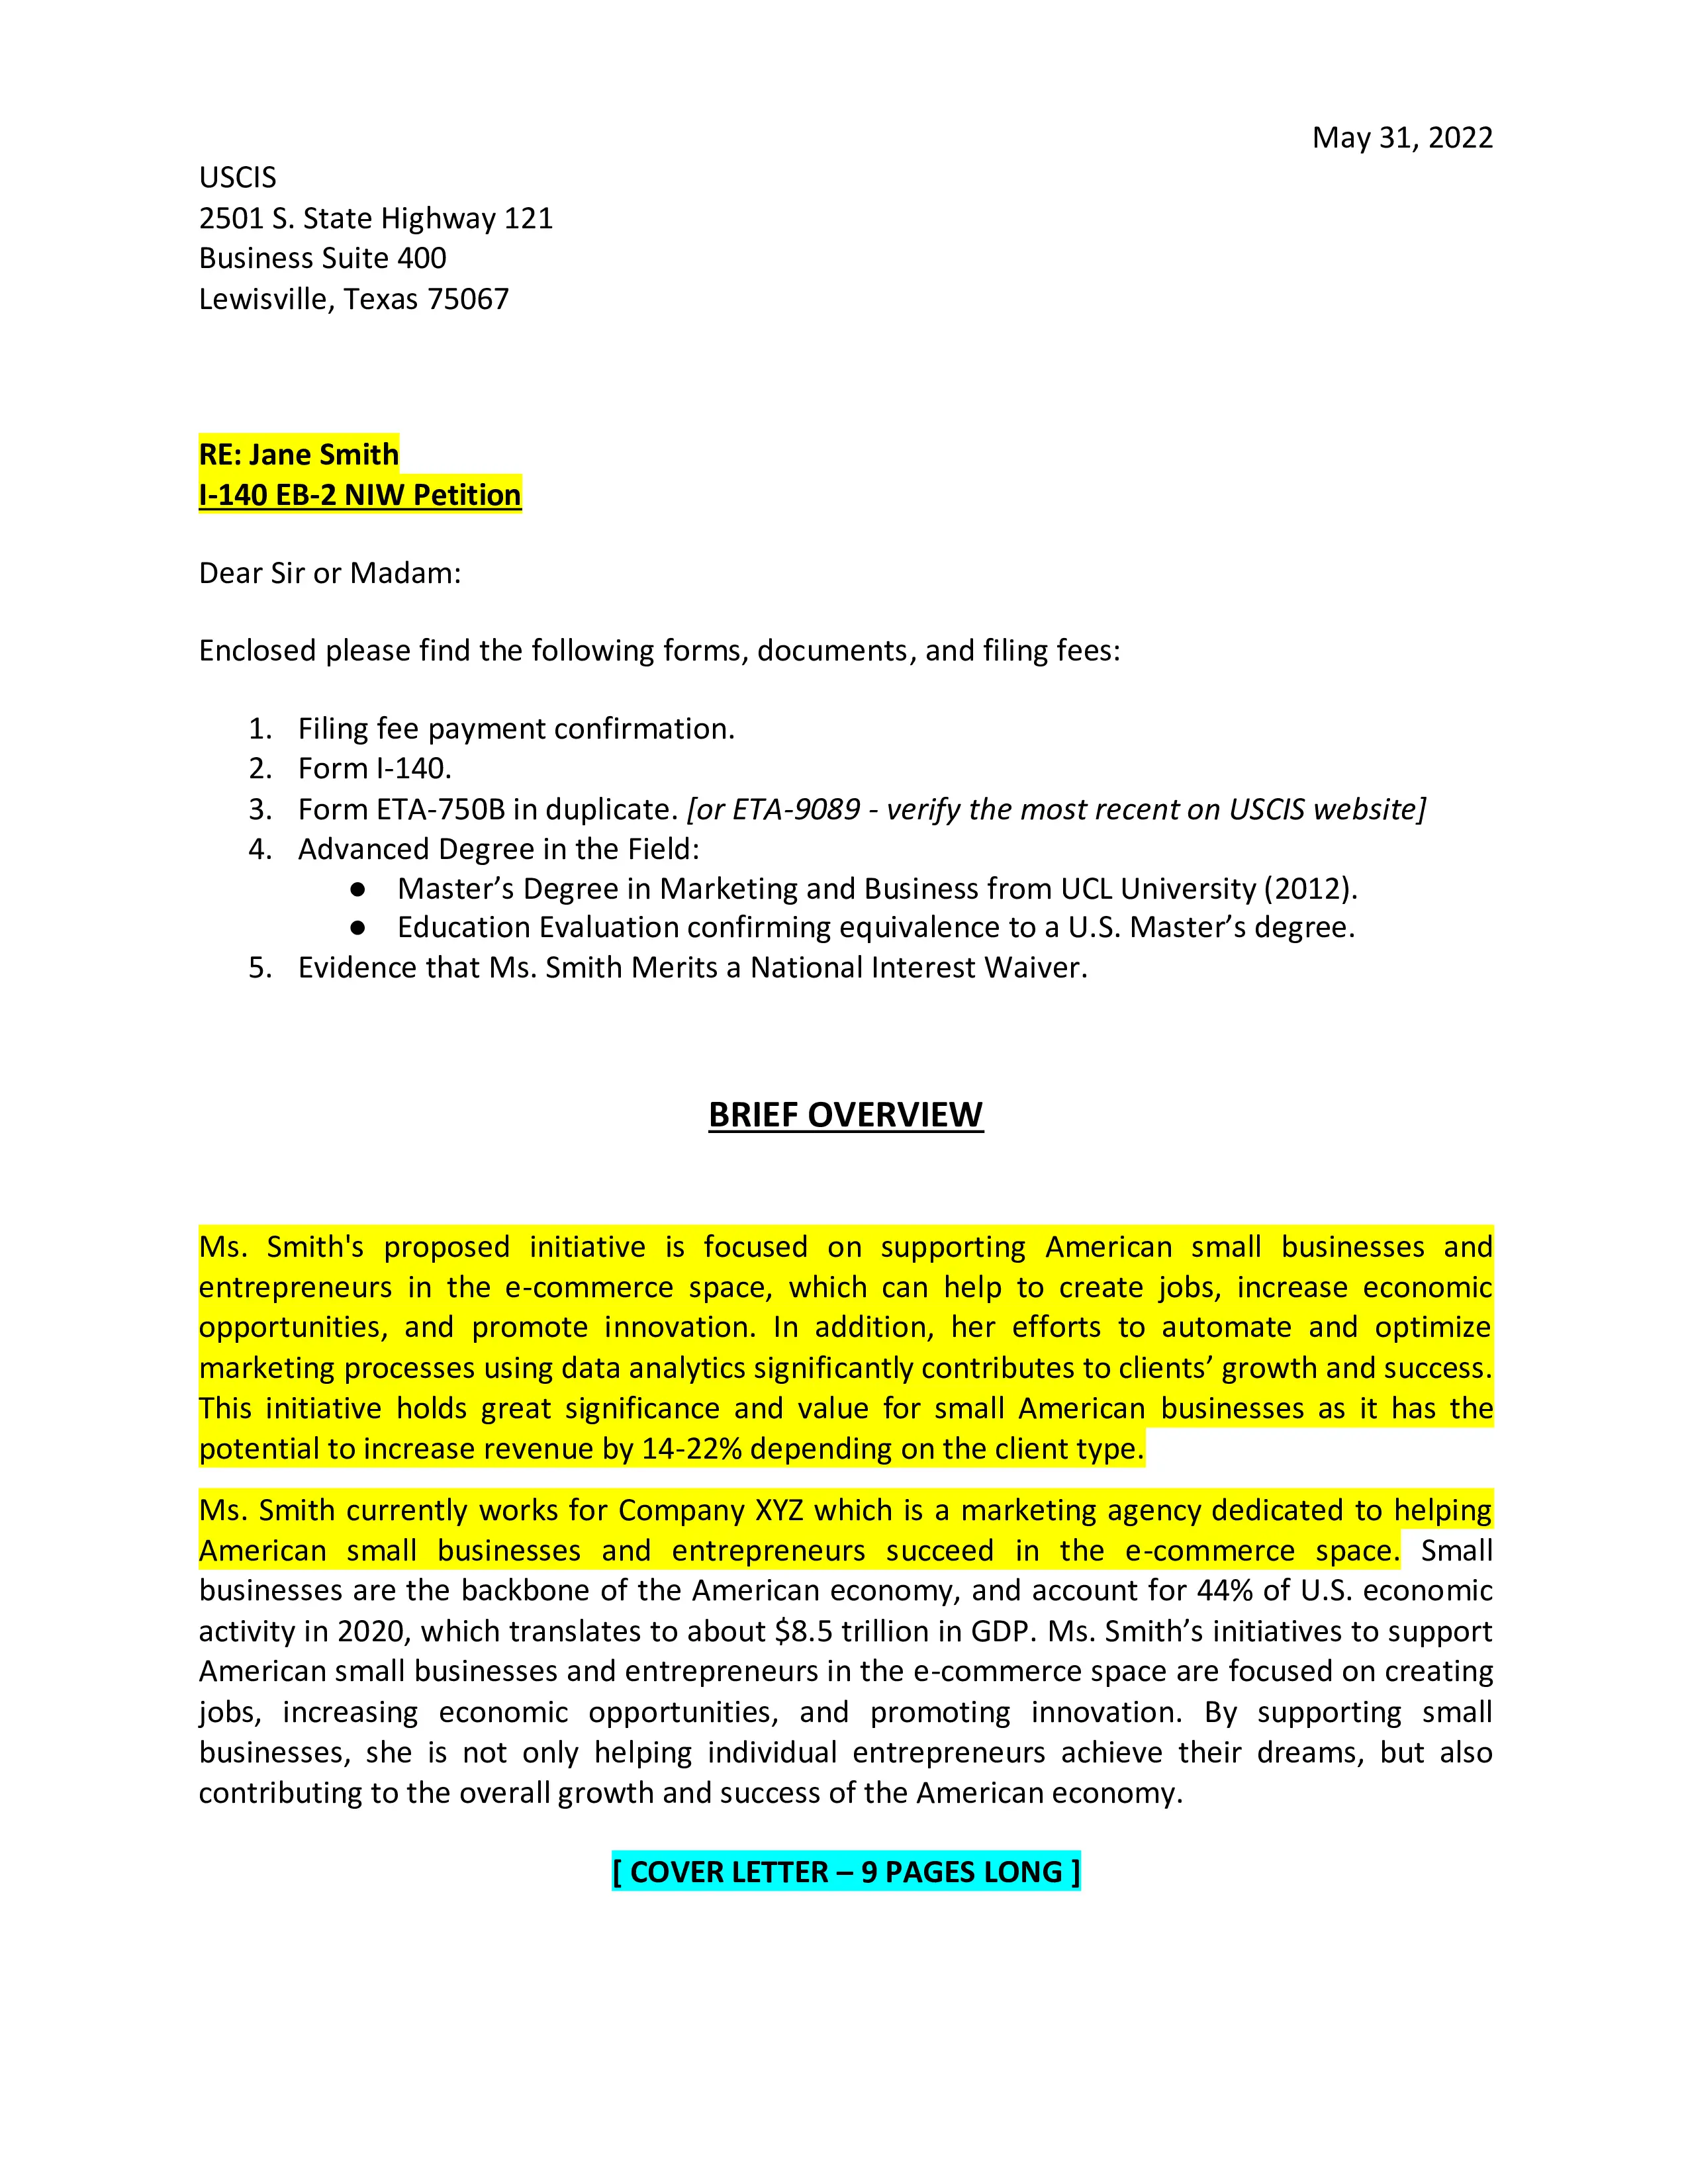 May 31, 2022
USCIS
2501 S. State Highway 121
Business Suite 400
Lewisville, Texas 75067
RE: Jane Smith
I-140 EB-2 NIW Petition
Dear Sir or Madam:
Enclosed please find the following forms, documents, and filing fees:
1. Filing fee payment confirmation.
2. Form I-140.
3. Form ETA-750B in duplicate. [or ETA-9089 - verify the most recent on USCIS website]
4. Advanced Degree in the Field:
● Master’s Degree in Marketing and Business from UCL University (2012).
● Education Evaluation confirming equivalence to a U.S. Master’s degree.
5. Evidence that Ms. Smith Merits a National Interest Waiver.
BRIEF OVERVIEW
Ms. Smith's proposed initiative is focused on supporting American small businesses and
entrepreneurs in the e-commerce space, which can help to create jobs, increase economic
opportunities, and promote innovation. In addition, her efforts to automate and optimize
marketing processes using data analytics significantly contributes to clients’ growth and success.
This initiative holds great significance and value for small American businesses as it has the
potential to increase revenue by 14-22% depending on the client type.
Ms. Smith currently works for Company XYZ which is a marketing agency dedicated to helping
American small businesses and entrepreneurs succeed in the e-commerce space. Small
businesses are the backbone of the American economy, and account for 44% of U.S. economic
activity in 2020, which translates to about $8.5 trillion in GDP. Ms. Smith’s initiatives to support
American small businesses and entrepreneurs in the e-commerce space are focused on creating
jobs, increasing economic opportunities, and promoting innovation. By supporting small
businesses, she is not only helping individual entrepreneurs achieve their dreams, but also
contributing to the overall growth and success of the American economy.
[ COVER LETTER – 9 PAGES LONG ]